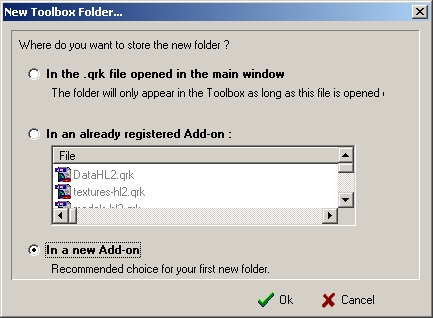 New Toolbox Folder...
Where do you want to store the new folder ?
In the .qrk file opened in the main window
The folder will only appear in the Toolbox as long as this file is opened
In an already registered Add-on :
File
DataHL2.qrk
textures-hl2.qrk
models-hl2.qrk
In a new Add-on
Recommended choice for your first new folder.
Ok Cancel